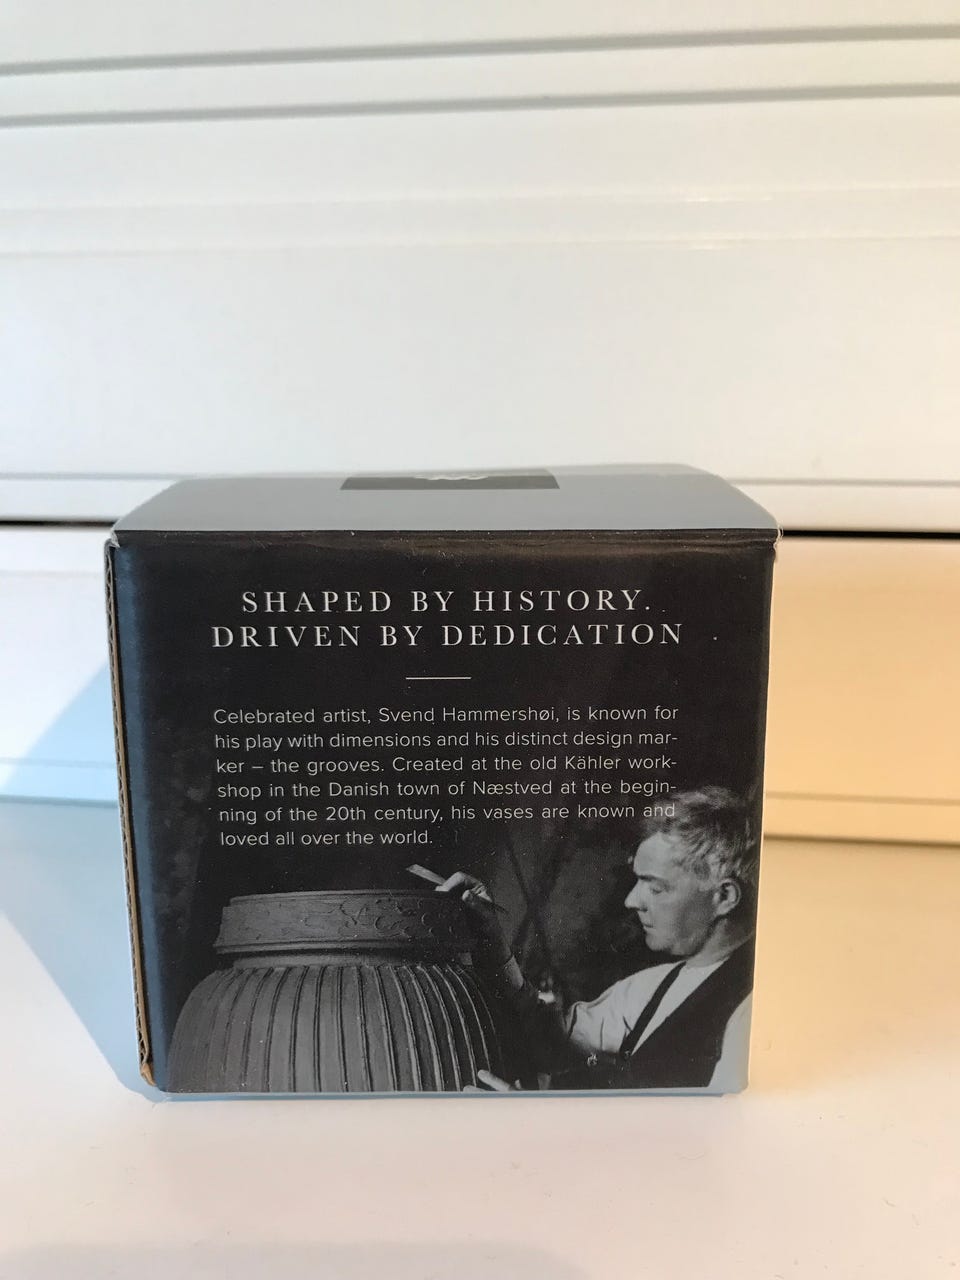 SHAPED BY HISTORY.
DRIVEN BY DEDICATION
Celebrated artist, Svend Hammershøi, is known for
his play with dimensions and his distinct design mar-
ker – the grooves. Created at the old Kähler work-
shop in the Danish town of Næstved at the begin-
ning of the 20th century, his vases are known and
loved all over the world.